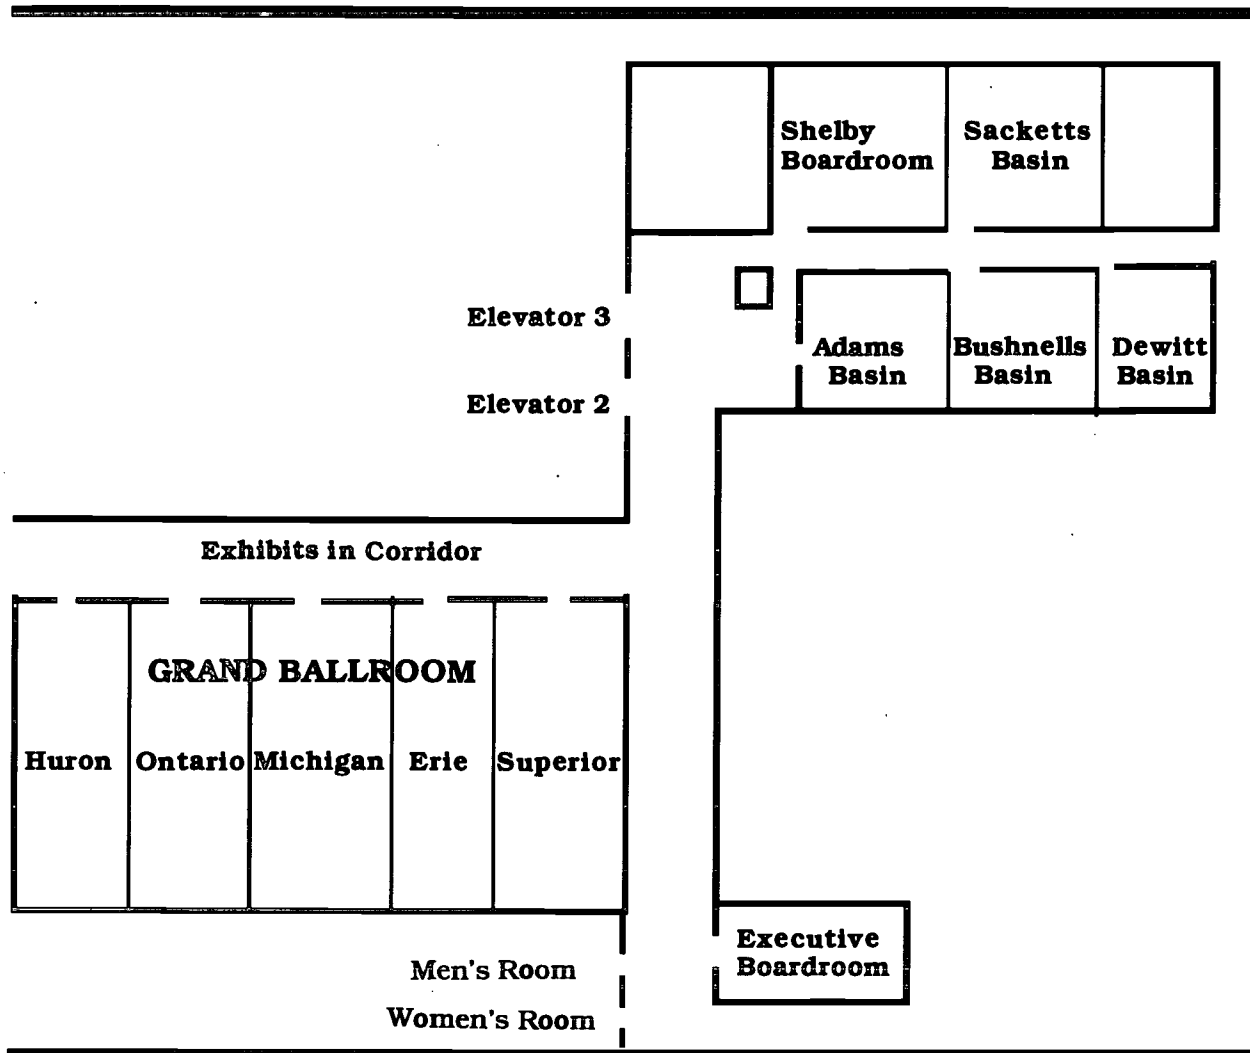 Shelby
Boardroom
Sacketts
Basin
Elevator 3
Adams
Basin
Bushnells
Basin
Dewitt
Basin
Elevator 2
Exhibits in Corridor
GRAND BALLROOM
Huron
Ontario
Michigan
Erie
Superior
Executive
Boardroom
Men's Room
Women's Room